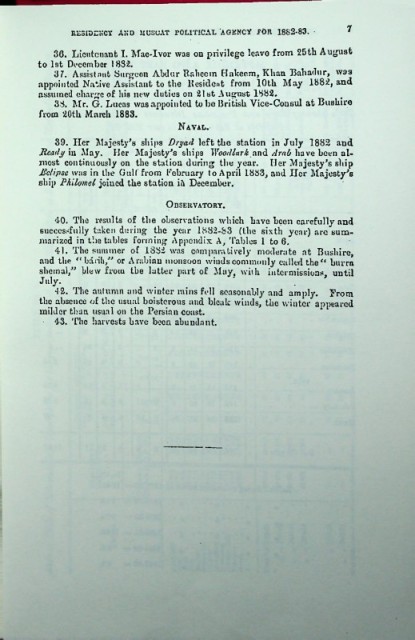 RESIDENCY AND MUSCAT POLITICAL AGENCY FOR 1882-83. 7
36. Lieutenant I. Mac-Ivor was on privilege leave from 25th August
to 1st December 1882.
37. Assistant Surgeon Abdur Raheem Hakeem, Khan Bahadur, was
appointed Native Assistant to the Resident from 10th May 1882, and
assumed charge of his new duties on 21st August 1882.
38. Mr. G. Lucas was appointed to be British Vice-Consul at Bushire
from 20th March 1883.
NAVAL.
39. Her Majesty's ships Dryad left the station in July 1882 and
Ready in May. Her Majesty's ships Woodlark and Arab have been al-
most continuously on the station during the year. Her Majesty's ship
Eclipse was in the Gulf from February to April 1883, and Her Majesty's
ship Philomel joined the station in December.
OBSERVATORY.
40. The results of the observations which have been carefully and
successfully taken during the year 1882-83 (the sixth year) are sum-
marized in the tables forming Appendix A, Tables 1 to 6.
41. The summer of 1882 was comparatively moderate at Bushire,
and the "bárih," or Arabian monsoon winds commonly called the "barra
shemal," blew from the latter part of May, with intermissions, until
July.
42. The autumn and winter rains fell seasonably and amply. From
the absence of the usual boisterous and bleak winds, the winter appeared
milder than usual on the Persian coast.
43. The harvests have been abundant.